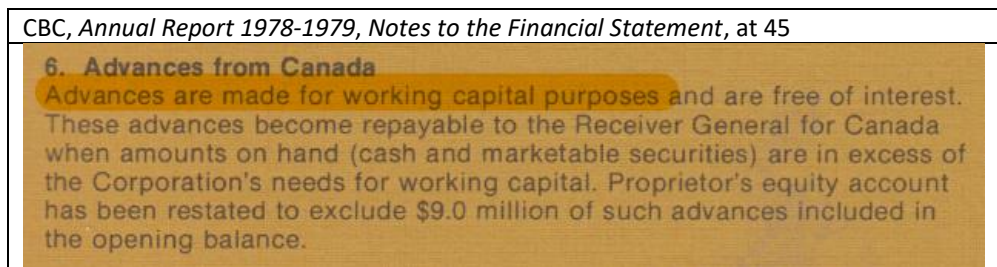 CBC, Annual Report 1978-1979, Notes to the Financial Statement, at 45
6. Advances from Canada
Advances are made for working capital purposes and are free of interest.
These advances become repayable to the Receiver General for Canada
when amounts on hand (cash and marketable securities) are in excess of
the Corporation's needs for working capital. Proprietor's equity account
has been restated to exclude $9.0 million of such advances included in
the opening balance.